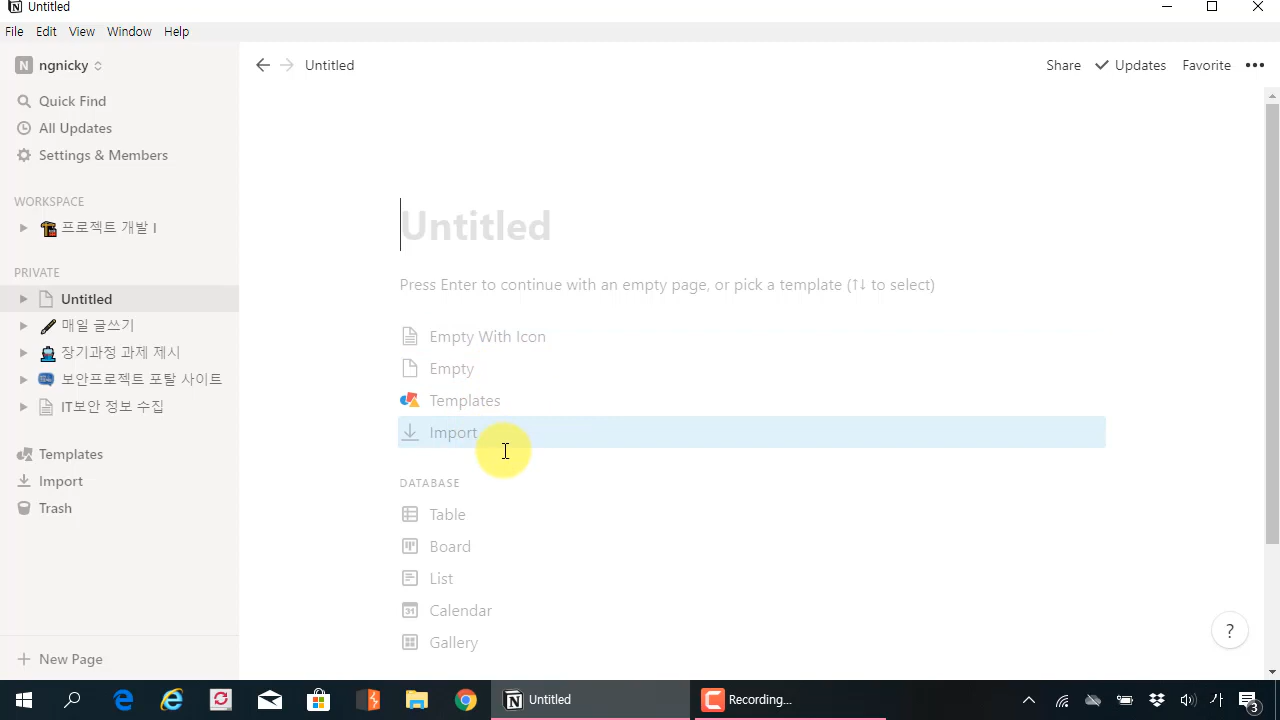 Untitled
File Edit View Window Help
N ngnicky
Untitled
Share Updates Favorite •••
Quick Find
All Updates
Settings & Members
WORKSPACE
프로젝트 개발 I
PRIVATE
Untitled
매일 글쓰기
장기과정 과제 제시
보안프로젝트 포탈 사이트
IT보안 정보 수집
Templates
Import
Trash
New Page
Untitled
Press Enter to continue with an empty page, or pick a template (↑↓ to select)
Empty With Icon
Empty
Templates
Import
DATABASE
Table
Board
List
31 Calendar
Gallery
?
Untitled
Recording...
가
3